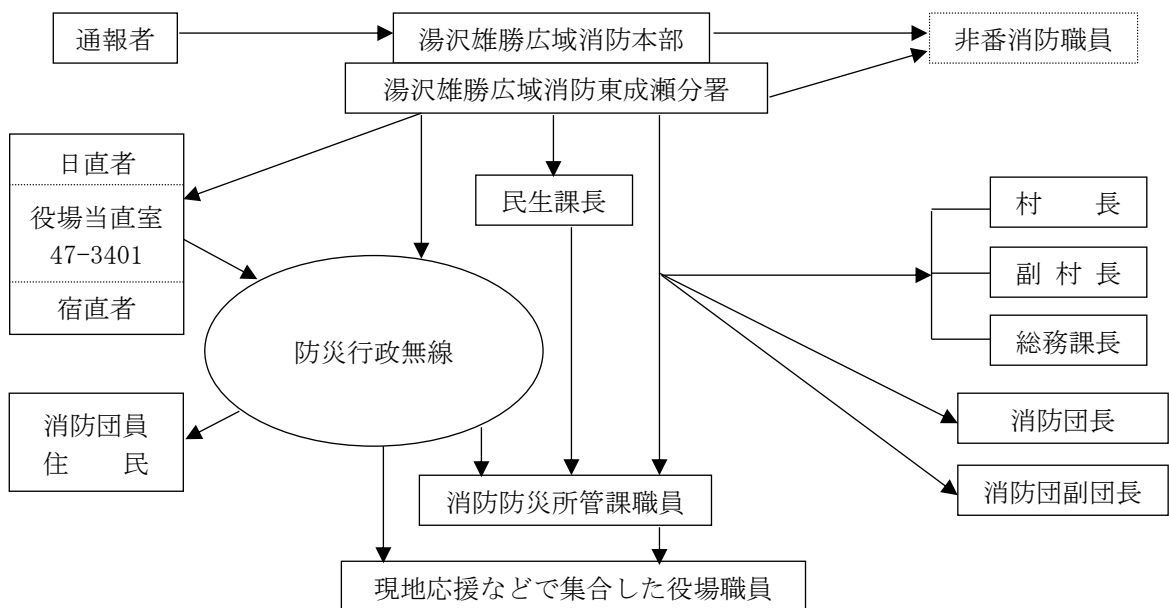 通報者
湯沢雄勝広域消防本部
非番消防職員
湯沢雄勝広域消防東成瀬分署
日直者
役場当直室
47-3401
宿直者
民生課長
村　　長
副 村 長
総務課長
防災行政無線
消防団員
住　　民
消防団長
消防団副団長
消防防災所管課職員
現地応援などで集合した役場職員